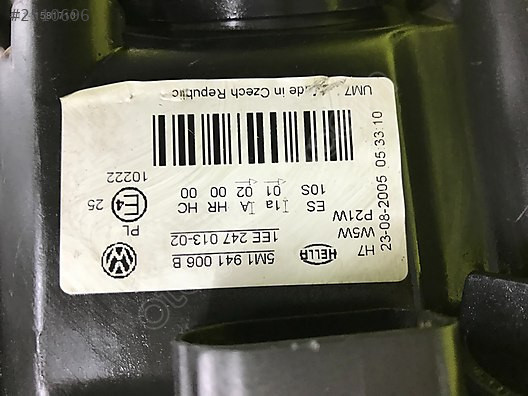 HELLA
H7
W5W
P21W
23-08-2005 05:33:10
5M1 941 006 B
1EE 247 013-02
I1a IA HR HC
01 02 00 00
ES
10S
PL
E4
25
10222
UM7
Made in Czech Republic